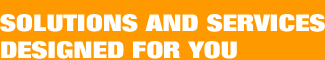 SOLUTIONS AND SERVICES
DESIGNED FOR YOU